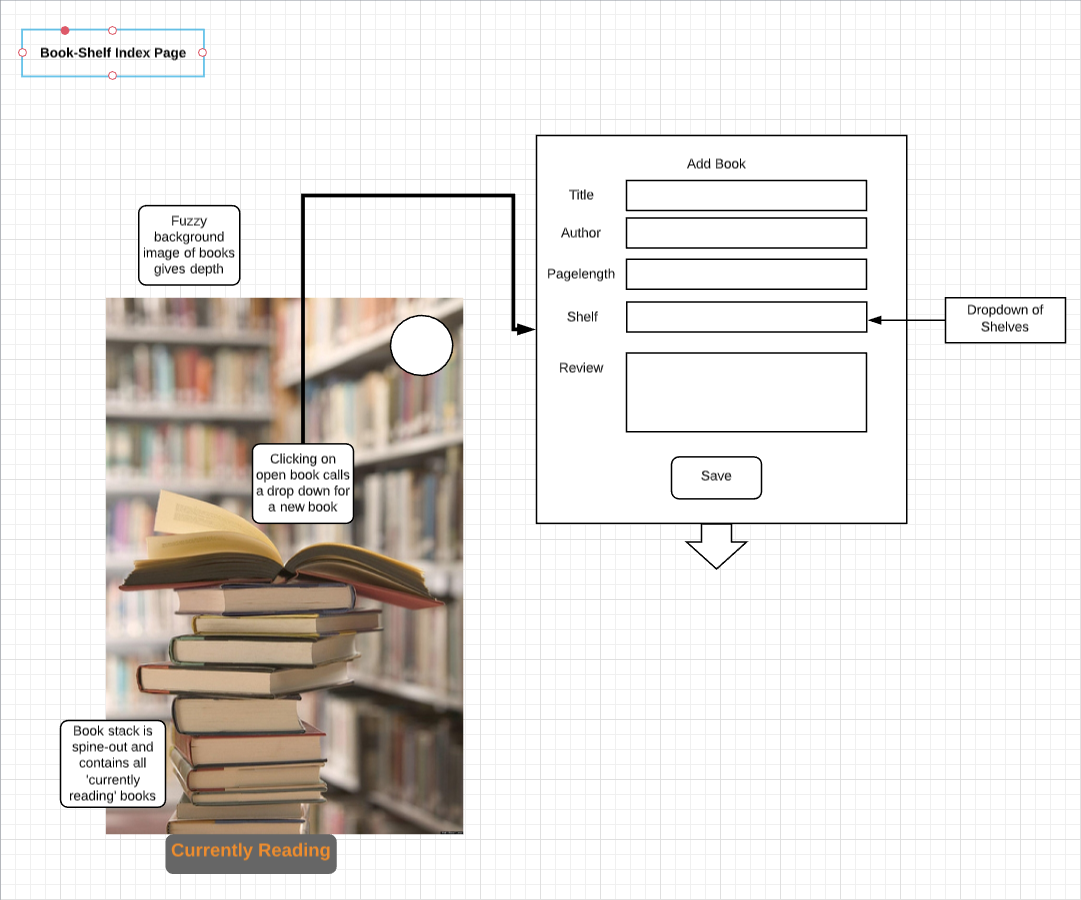 Book-Shelf Index Page
Fuzzy
background
image of books
gives depth
Add Book
Title
Author
Pagelength
Shelf
Review
Save
Dropdown of
Shelves
Clicking on
open book calls
a drop down for
a new book
Book stack is
spine-out and
contains all
'currently
reading' books
Currently Reading